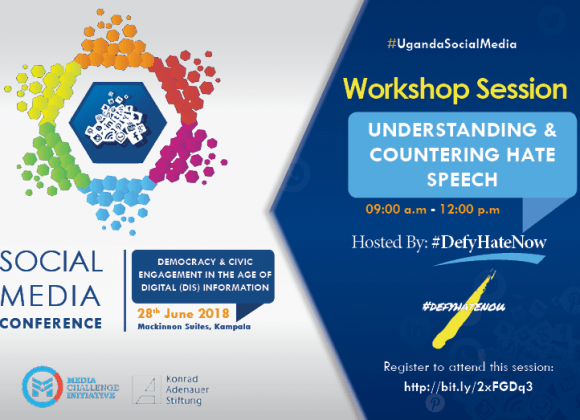 SOCIAL
MEDIA
CONFERENCE
DEMOCRACY & CIVIC
ENGAGEMENT IN THE AGE OF
DIGITAL (DIS) INFORMATION
28th June 2018
Mackinnon Suites, Kampala
MEDIA
CHALLENGE
INITIATIVE
Konrad
Adenauer
Stiftung
#UgandaSocialMedia
Workshop Session
UNDERSTANDING &
COUNTERING HATE
SPEECH
09:00 a.m - 12:00 p.m
Hosted By: #DefyHateNow
#DEFYHATENOW
Register to attend this session:
http://bit.ly/2xFGDq3